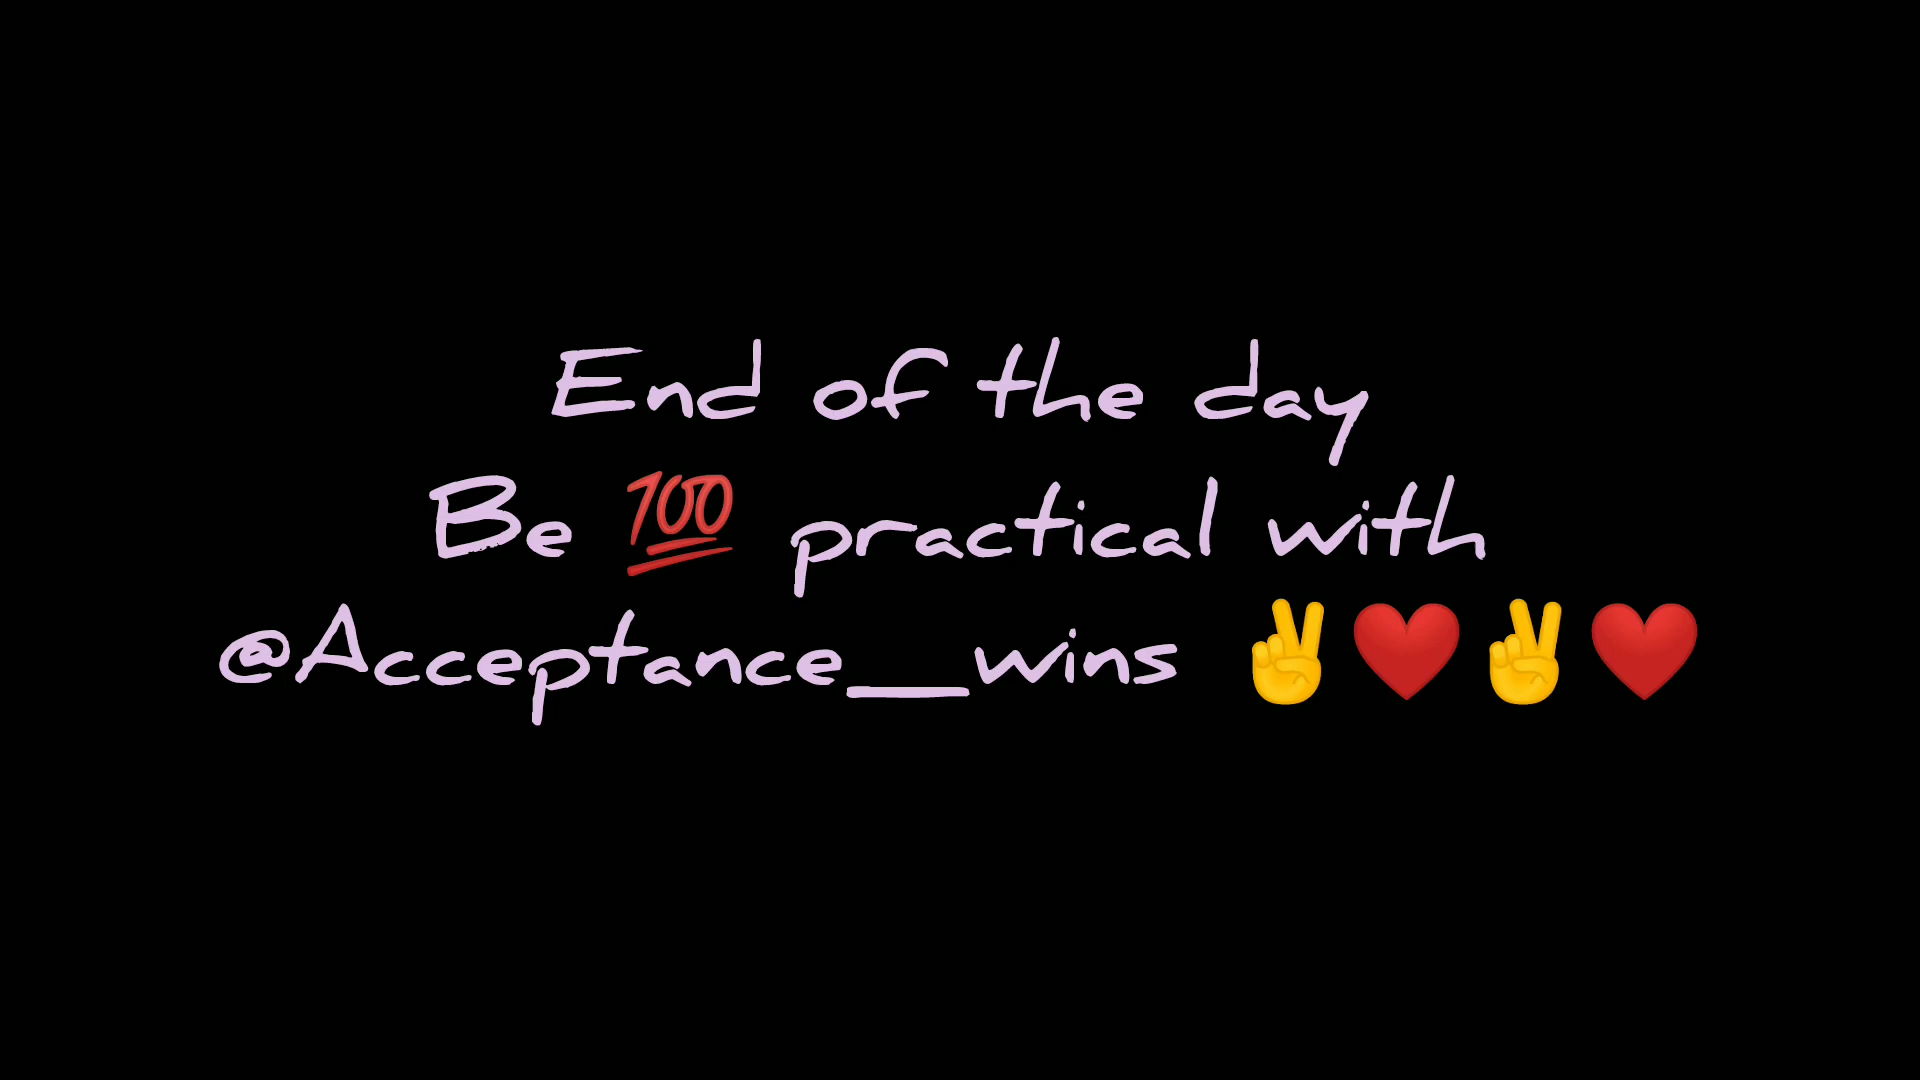 End of the day
Be 💯 practical with
@Acceptance__wins ✌❤✌❤